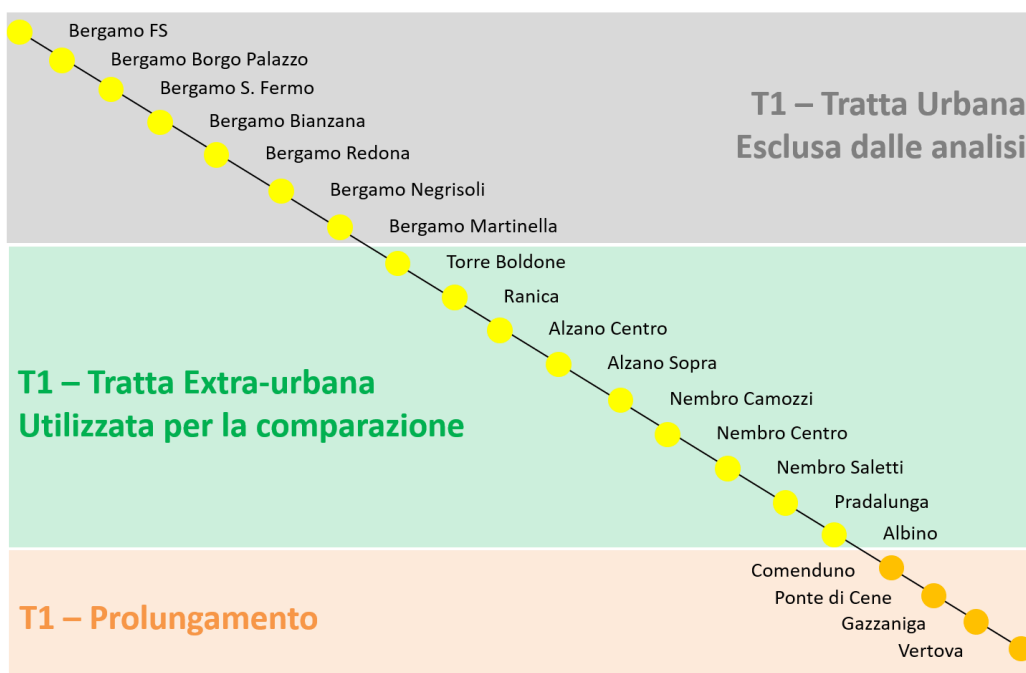 Bergamo FS
Bergamo Borgo Palazzo
Bergamo S. Fermo
Bergamo Bianzana
Bergamo Redona
Bergamo Negrisoli
Bergamo Martinella
T1 – Tratta Urbana
Esclusa dalle analisi
Torre Boldone
Ranica
Alzano Centro
Alzano Sopra
Nembro Camozzi
Nembro Centro
Nembro Saletti
Pradalunga
Albino
T1 – Tratta Extra-urbana
Utilizzata per la comparazione
Comenduno
Ponte di Cene
Gazzaniga
Vertova
T1 – Prolungamento